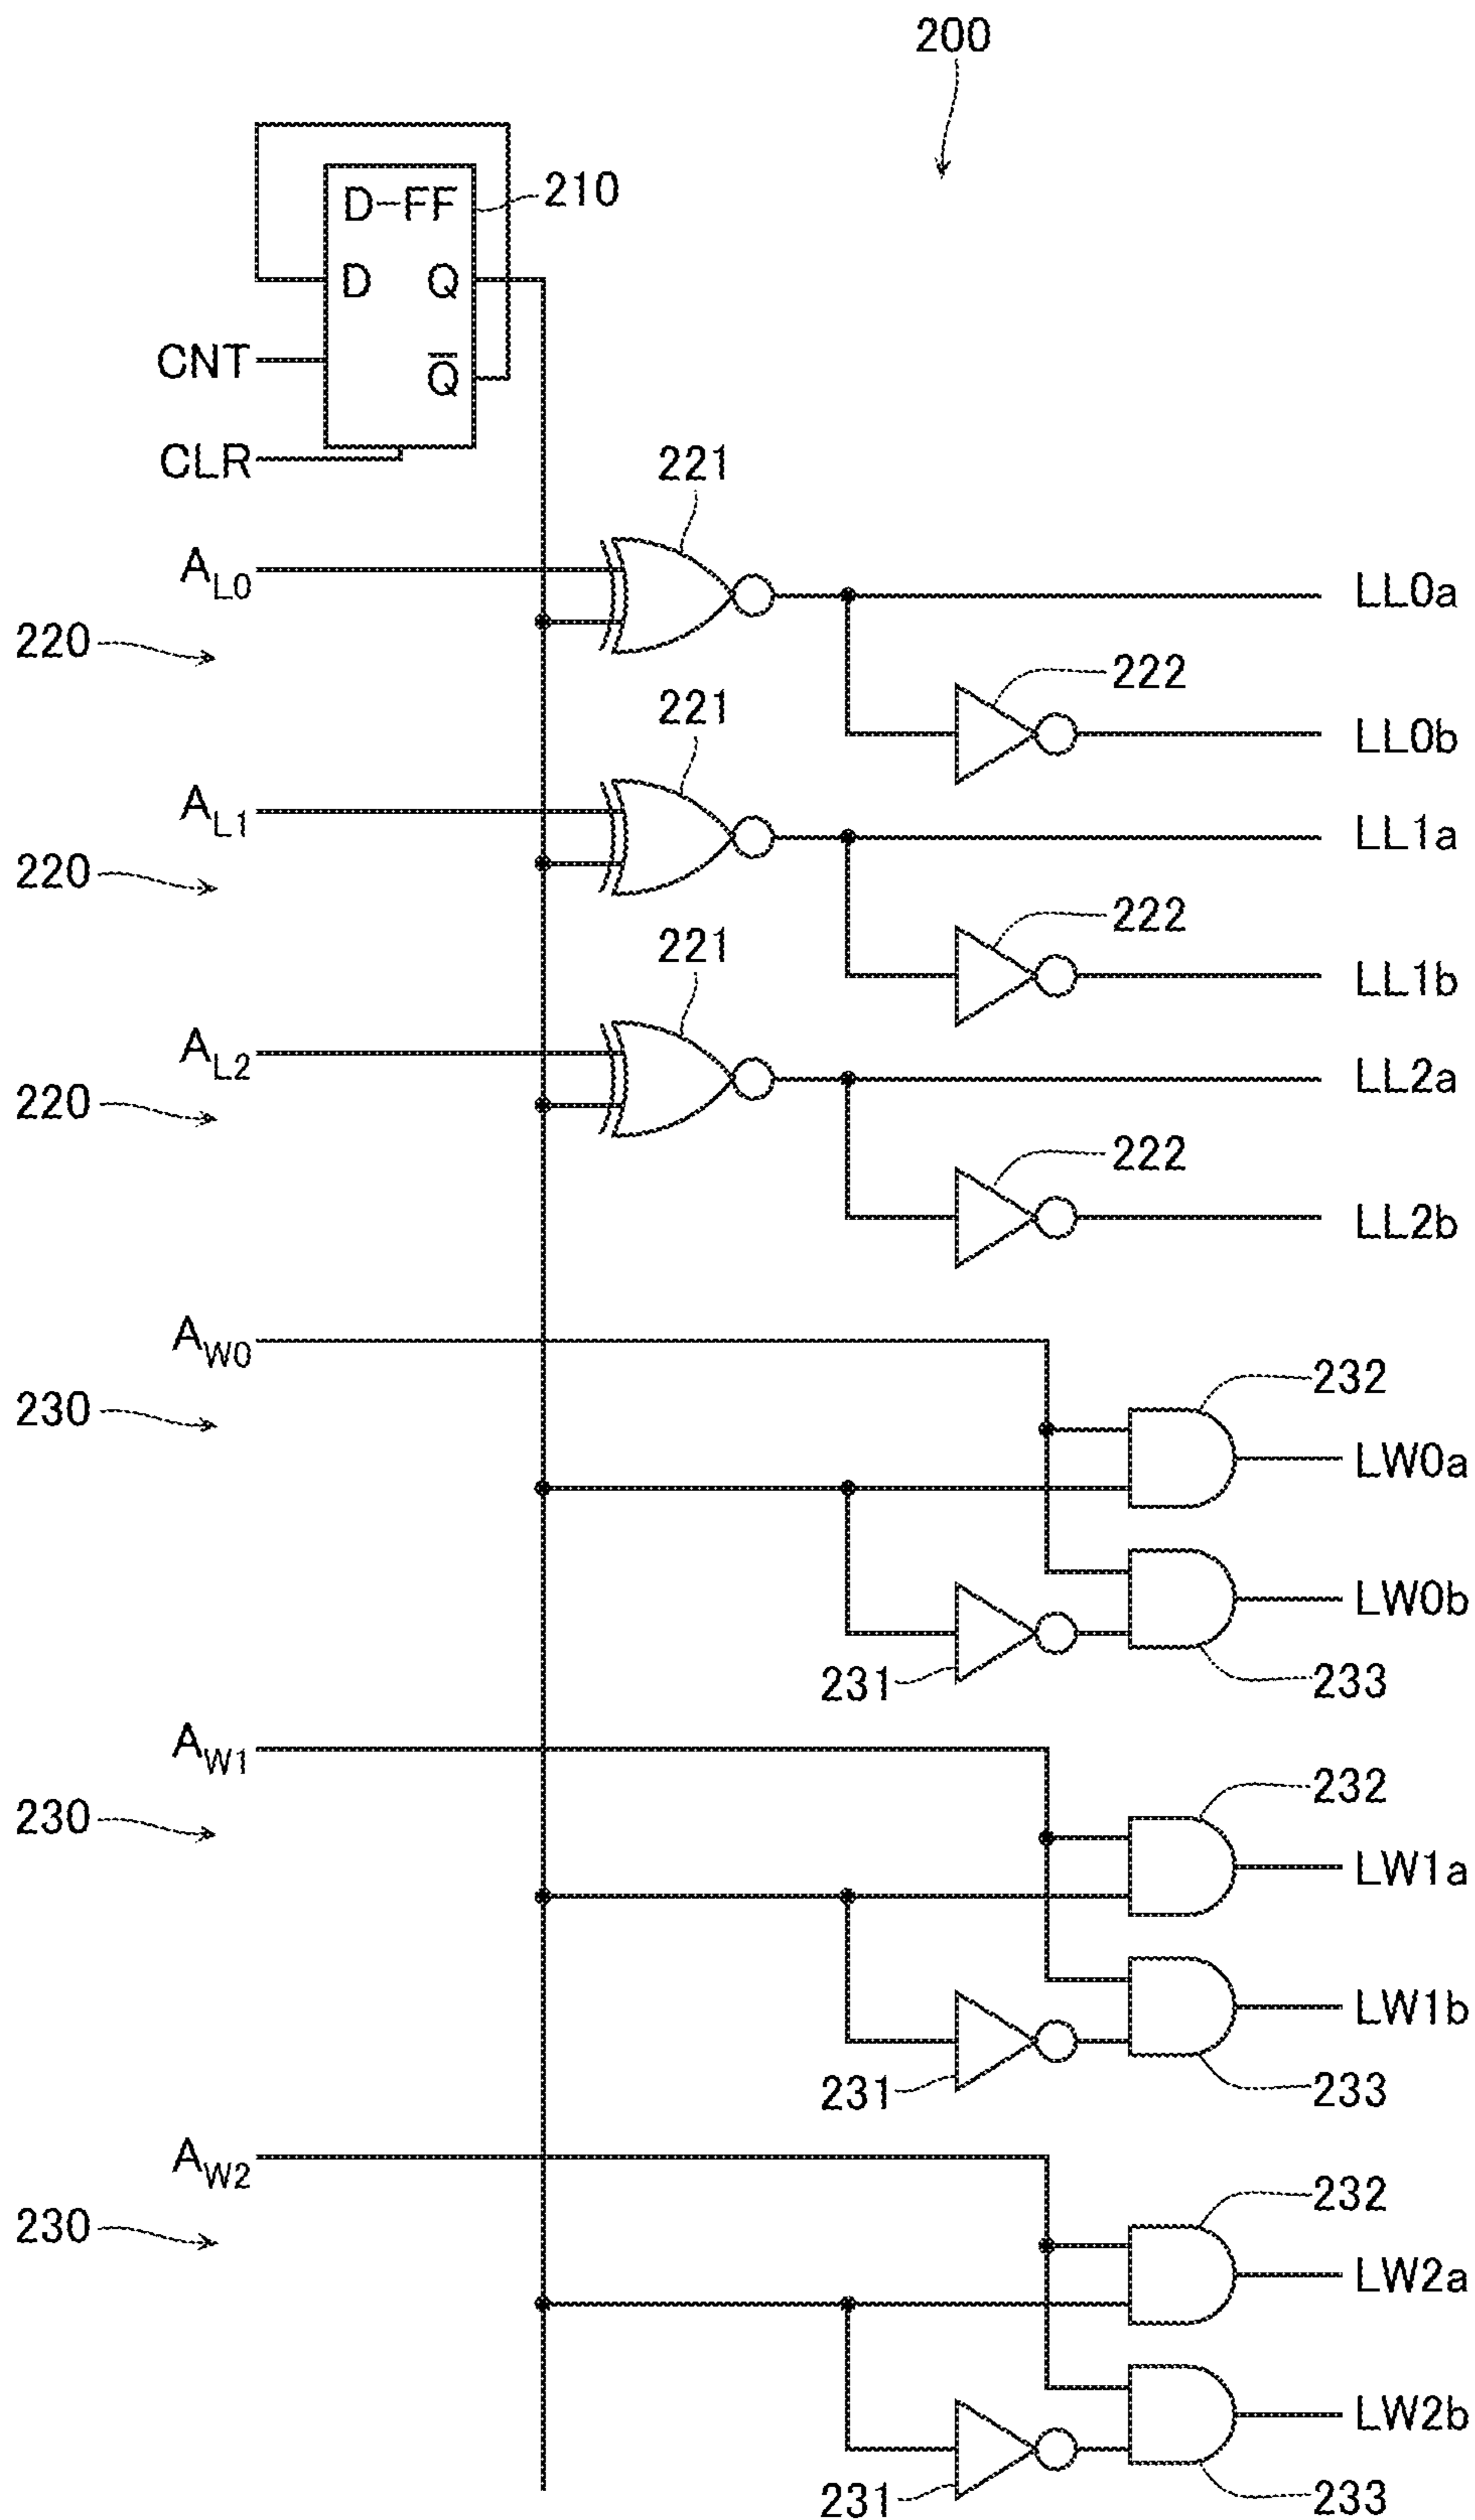 200
D-FF
210
D Q
CNT
Q̅
CLR
221
A_L0
LL0a
220
222
221
LL0b
A_L1
LL1a
220
222
221
LL1b
A_L2
LL2a
220
222
LL2b
A_W0
232
230
LW0a
LW0b
231
233
A_W1
232
230
LW1a
LW1b
231
233
A_W2
232
230
LW2a
LW2b
231
233